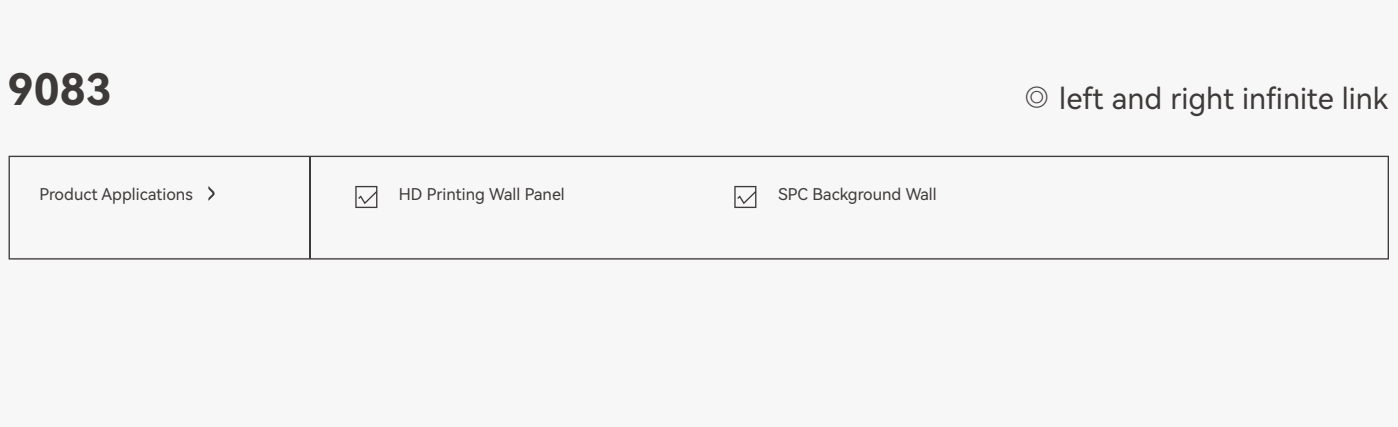 9083
◎ left and right infinite link
Product Applications > ☑ HD Printing Wall Panel ☑ SPC Background Wall